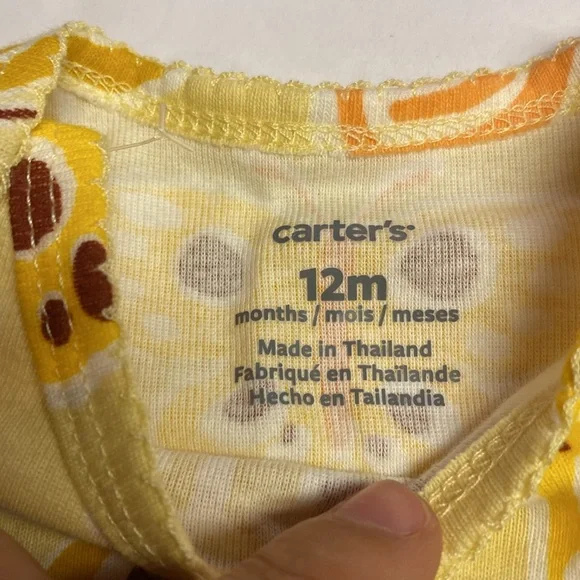 carter's
12m
months / mois / meses
Made in Thailand
Fabriqué en Thaïlande
Hecho en Tailandia